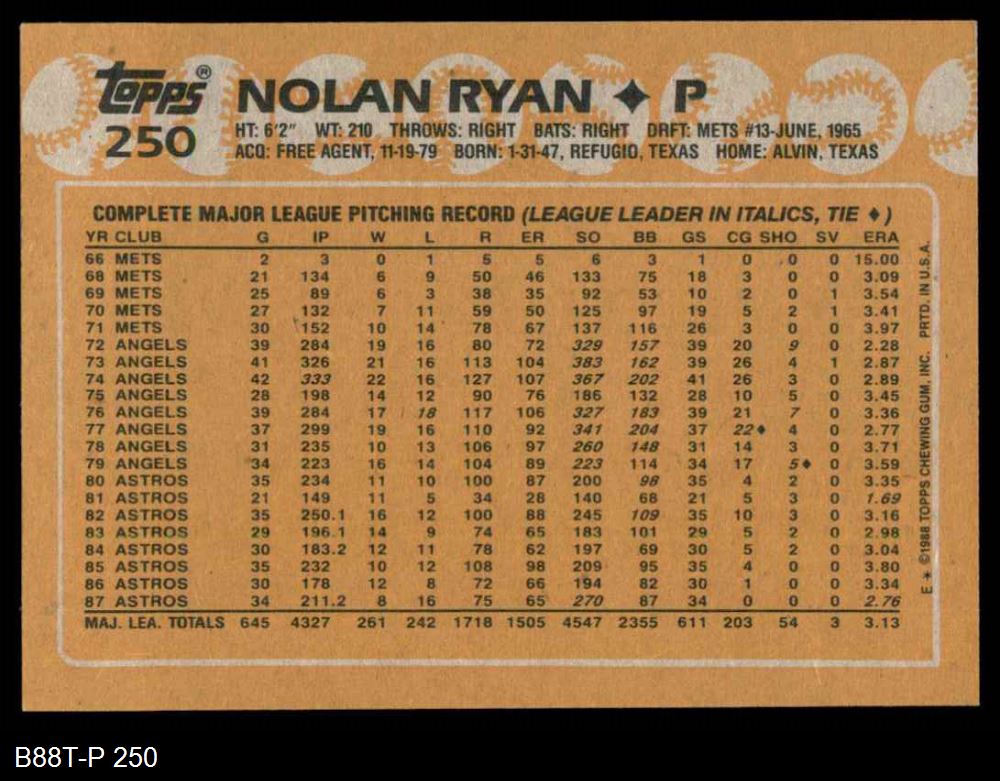 topps® NOLAN RYAN ♦ P
250
HT: 6'2" WT: 210 THROWS: RIGHT BATS: RIGHT DRFT: METS #13-JUNE, 1965
ACQ: FREE AGENT, 11-19-79 BORN: 1-31-47, REFUGIO, TEXAS HOME: ALVIN, TEXAS
COMPLETE MAJOR LEAGUE PITCHING RECORD (LEAGUE LEADER IN ITALICS, TIE ♦)
YR CLUB G IP W L R ER SO BB GS CG SHO SV ERA
66 METS 2 3 0 1 5 5 6 3 1 0 0 0 15.00
68 METS 21 134 6 9 50 46 133 75 18 3 0 0 3.09
69 METS 25 89 6 3 38 35 92 53 10 2 0 1 3.54
70 METS 27 132 7 11 59 50 125 97 19 5 2 1 3.41
71 METS 30 152 10 14 78 67 137 116 26 3 0 0 3.97
72 ANGELS 39 284 19 16 80 72 329 157 39 20 9 0 2.28
73 ANGELS 41 326 21 16 113 104 383 162 39 26 4 1 2.87
74 ANGELS 42 333 22 16 127 107 367 202 41 26 3 0 2.89
75 ANGELS 28 198 14 12 90 76 186 132 28 10 5 0 3.45
76 ANGELS 39 284 17 18 117 106 327 183 39 21 7 0 3.36
77 ANGELS 37 299 19 16 110 92 341 204 37 22♦ 4 0 2.77
78 ANGELS 31 235 10 13 106 97 260 148 31 14 3 0 3.71
79 ANGELS 34 223 16 14 104 89 223 114 34 17 5♦ 0 3.59
80 ASTROS 35 234 11 10 100 87 200 98 35 4 2 0 3.35
81 ASTROS 21 149 11 5 34 28 140 68 21 5 3 0 1.69
82 ASTROS 35 250.1 16 12 100 88 245 109 35 10 3 0 3.16
83 ASTROS 29 196.1 14 9 74 65 183 101 29 5 2 0 2.98
84 ASTROS 30 183.2 12 11 78 62 197 69 30 5 2 0 3.04
85 ASTROS 35 232 10 12 108 98 209 95 35 4 0 0 3.80
86 ASTROS 30 178 12 8 72 66 194 82 30 1 0 0 3.34
87 ASTROS 34 211.2 8 16 75 65 270 87 34 0 0 0 2.76
MAJ. LEA. TOTALS 645 4327 261 242 1718 1505 4547 2355 611 203 54 3 3.13
E * ©1988 TOPPS CHEWING GUM, INC. PRTD. IN U.S.A.
B88T-P 250